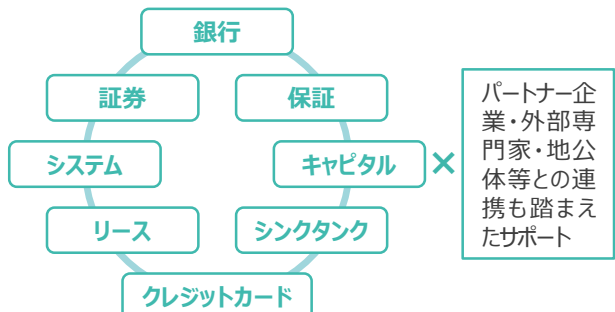 銀行
証券
保証
システム
キャピタル
×
リース
シンクタンク
クレジットカード
パートナー企
業・外部専
門家・地公
体等との連
携も踏まえ
たサポート